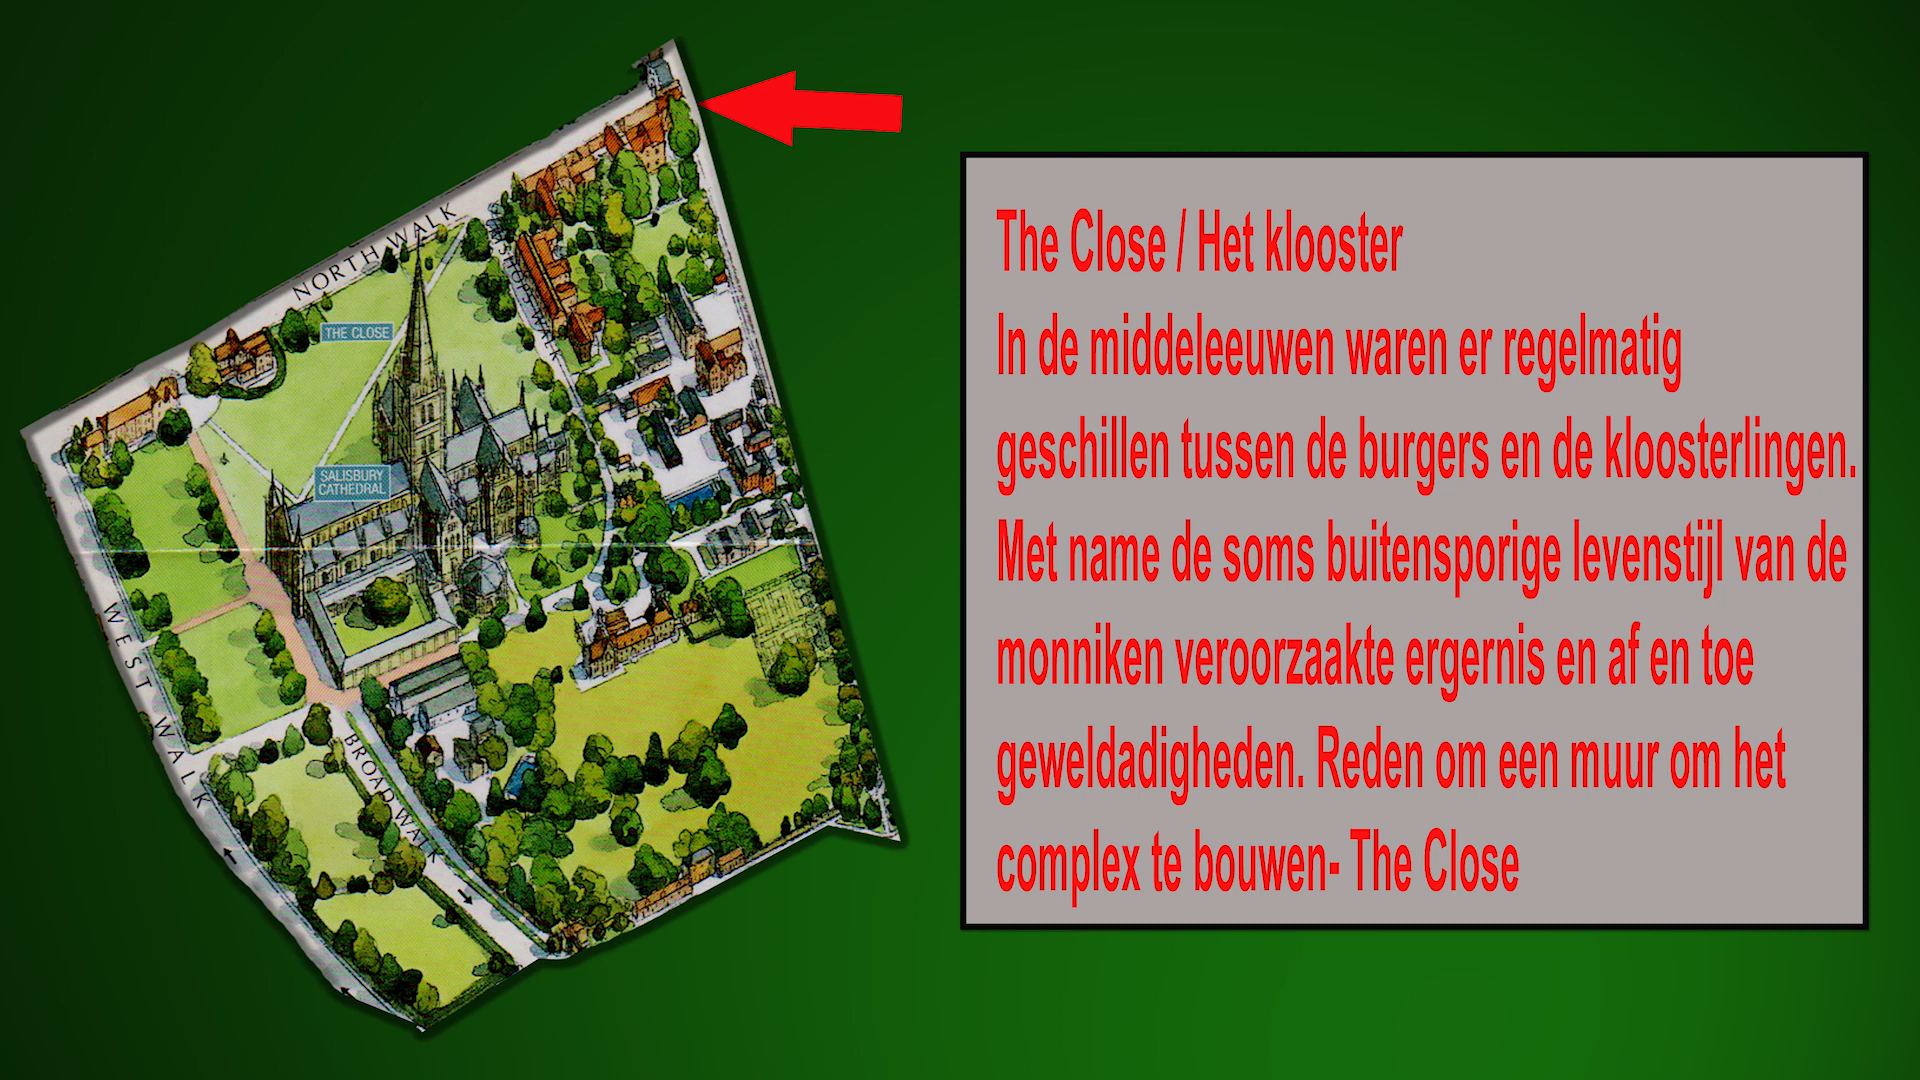 NORTH WALK
THE CLOSE
SALISBURY
CATHEDRAL
WEST WALK
BROAD WALK
The Close / Het klooster
In de middeleeuwen waren er regelmatig
geschillen tussen de burgers en de kloosterlingen.
Met name de soms buitensporige levenstijl van de
monniken veroorzaakte ergernis en af en toe
geweldadigheden. Reden om een muur om het
complex te bouwen- The Close